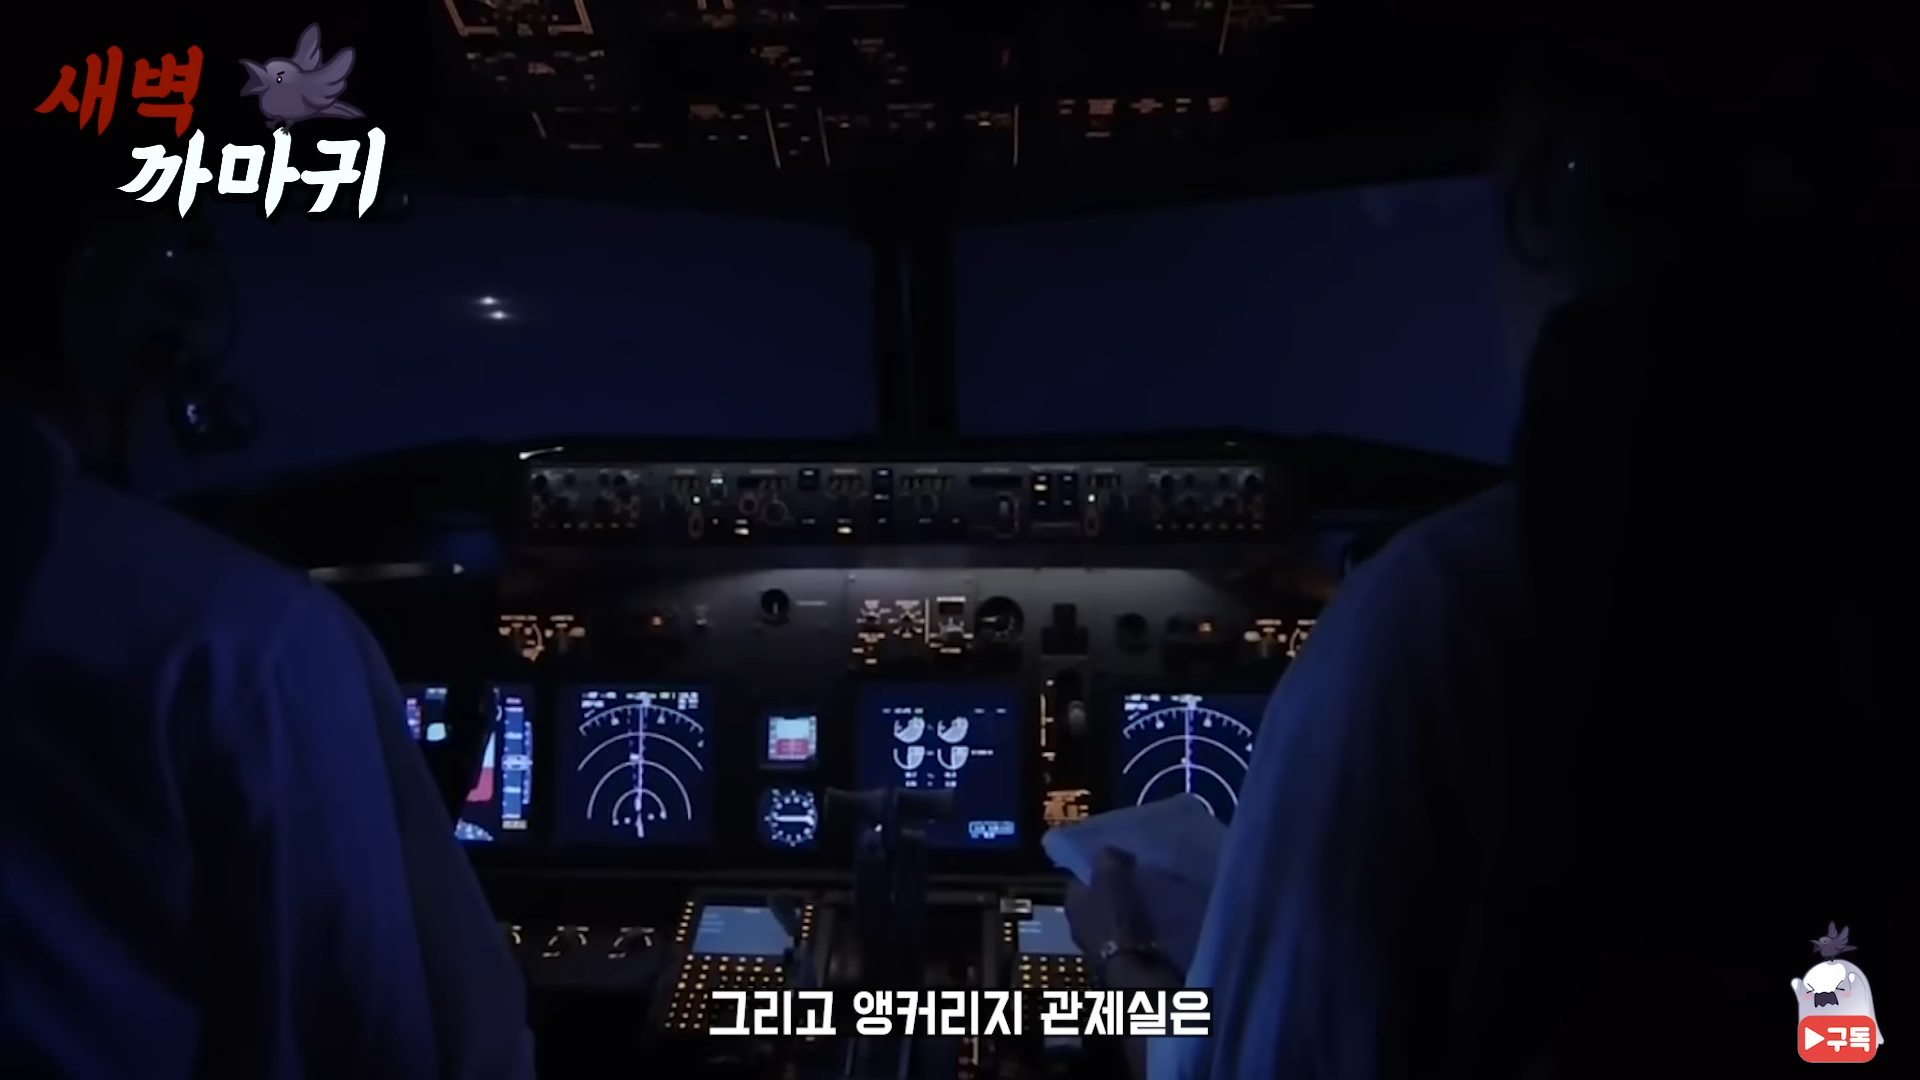 새벽
까마귀
그리고 앵커리지 관제실은
구독